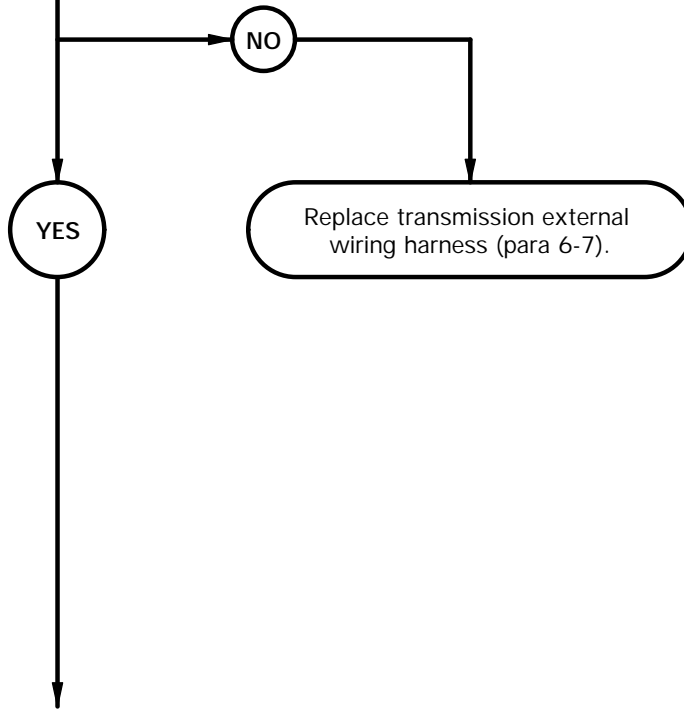 NO
YES
Replace transmission external
wiring harness (para 6-7).